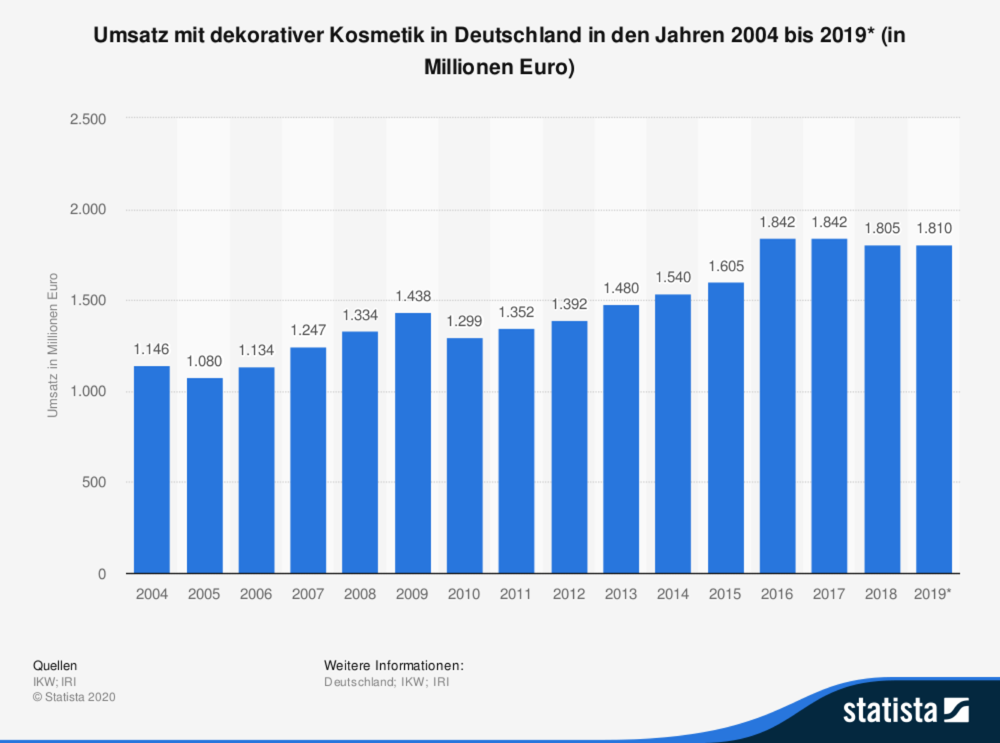 Umsatz mit dekorativer Kosmetik in Deutschland in den Jahren 2004 bis 2019* (in
Millionen Euro)
Umsatz in Millionen Euro
2.500
2.000
1.500
1.000
500
0
1.146
1.080
1.134
1.247
1.334
1.438
1.299
1.352
1.392
1.480
1.540
1.605
1.842
1.842
1.805
1.810
2004 2005 2006 2007 2008 2009 2010 2011 2012 2013 2014 2015 2016 2017 2018 2019*
Quellen
IKW; IRI
© Statista 2020
Weitere Informationen:
Deutschland; IKW; IRI
statista